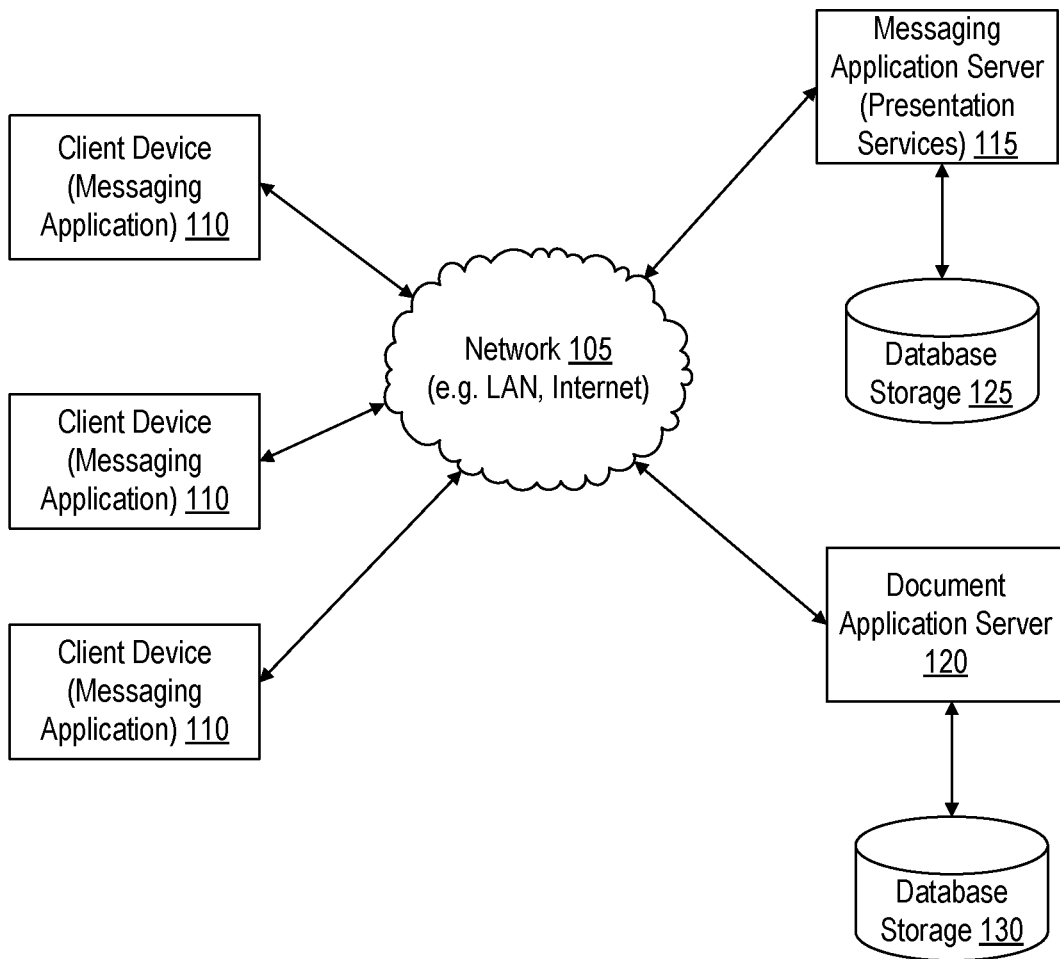 Messaging
Application Server
(Presentation
Services) 115
Client Device
(Messaging
Application) 110
Network 105
(e.g. LAN, Internet)
Database
Storage 125
Client Device
(Messaging
Application) 110
Document
Application Server
120
Client Device
(Messaging
Application) 110
Database
Storage 130